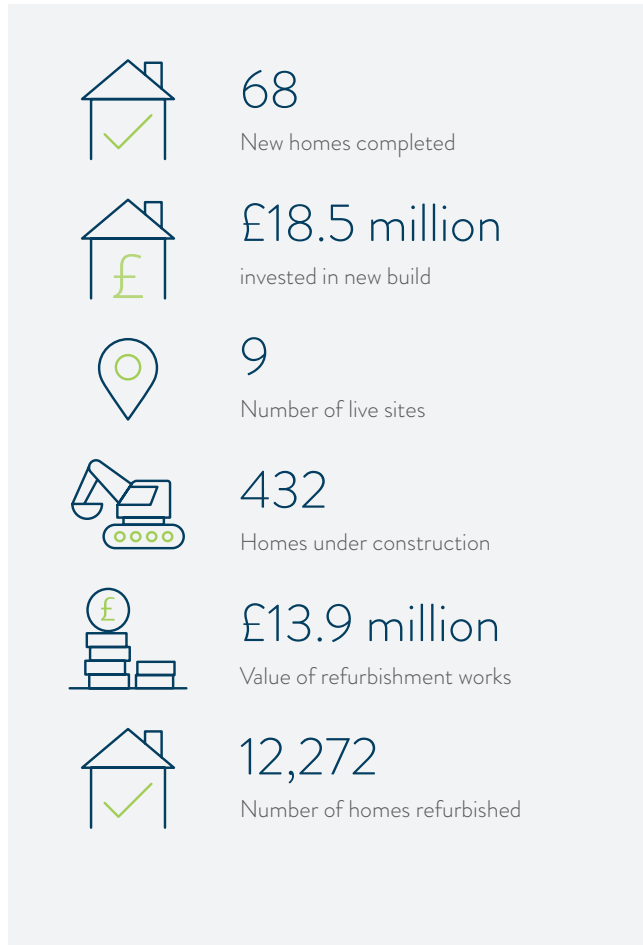 68
New homes completed
£
£18.5 million
invested in new build
9
Number of live sites
432
Homes under construction
£
£13.9 million
Value of refurbishment works
12,272
Number of homes refurbished